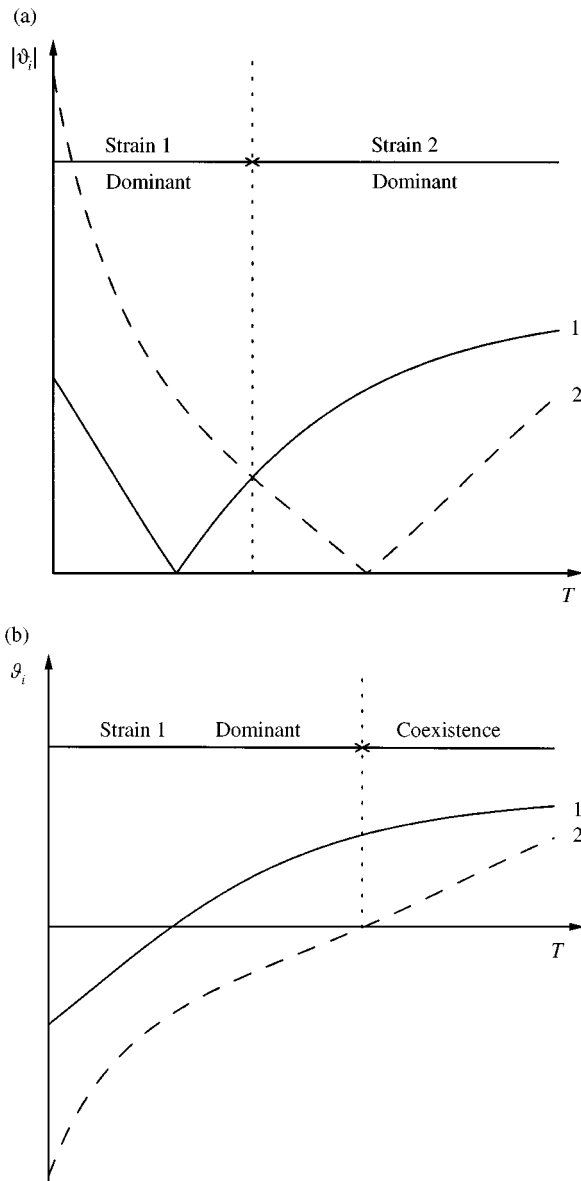 (a)
|ϑᵢ|
Strain 1 Strain 2
Dominant Dominant
1
2
T
(b)
ϑᵢ
Strain 1 Dominant Coexistence
1
2
T